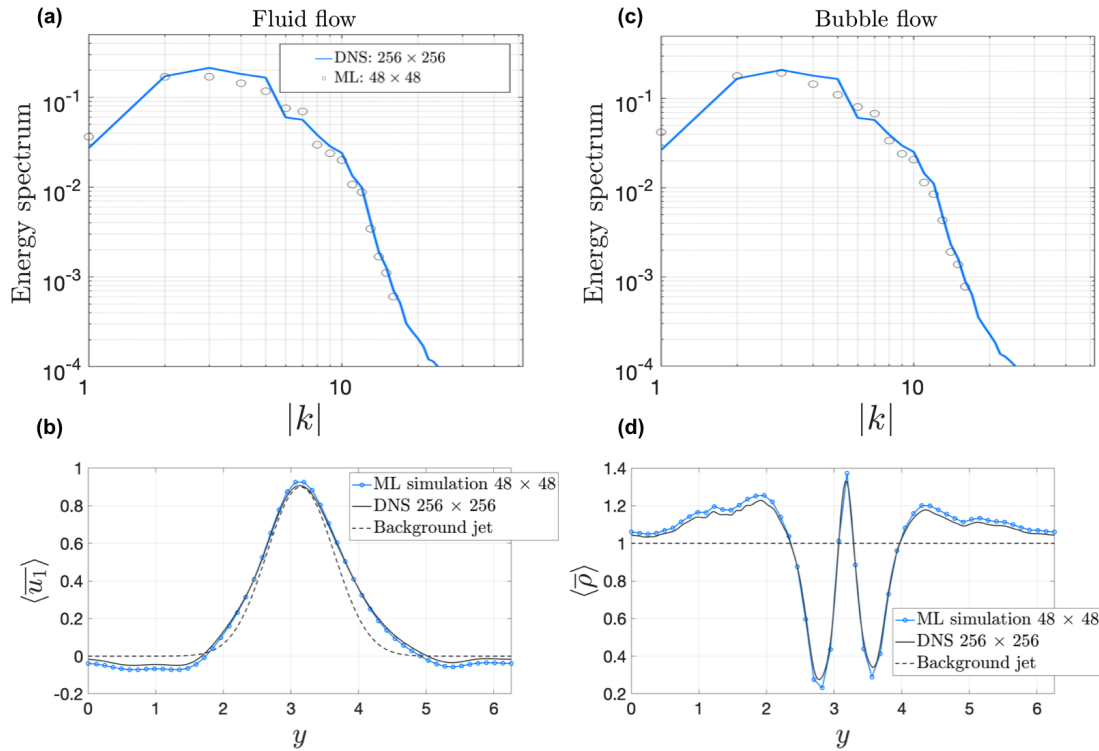 (a)
Fluid flow
DNS: 256 × 256
ML: 48 × 48
Energy spectrum
10^-1
10^-2
10^-3
10^-4
1
10
|k|
(c)
Bubble flow
Energy spectrum
10^-1
10^-2
10^-3
10^-4
1
10
|k|
(b)
ML simulation 48 × 48
DNS 256 × 256
Background jet
⟨u̅₁⟩
1
0.8
0.6
0.4
0.2
0
-0.2
0 1 2 3 4 5 6
y
(d)
ML simulation 48 × 48
DNS 256 × 256
Background jet
⟨ρ̅⟩
1.4
1.2
1
0.8
0.6
0.4
0.2
0 1 2 3 4 5 6
y